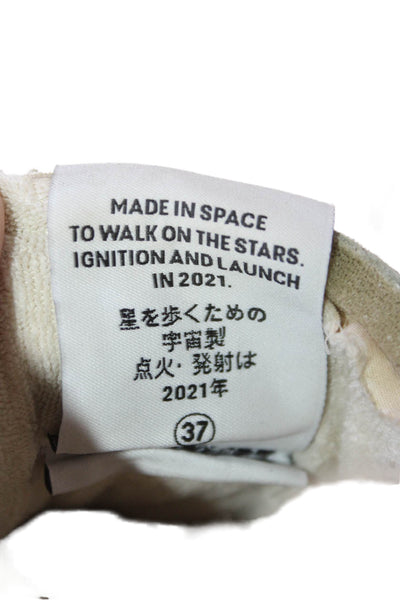 MADE IN SPACE
TO WALK ON THE STARS.
IGNITION AND LAUNCH
IN 2021.
星を歩くための
宇宙製
点火・発射は
2021年
37